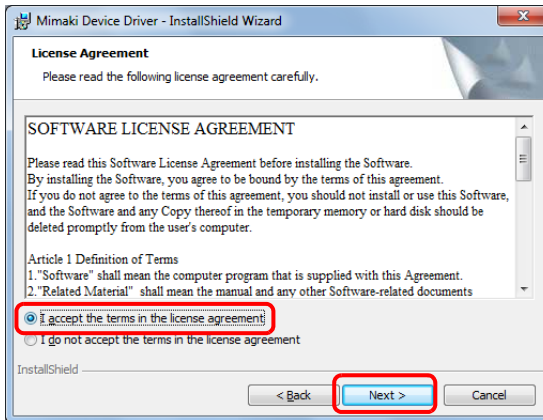 Mimaki Device Driver - InstallShield Wizard
License Agreement
Please read the following license agreement carefully.
SOFTWARE LICENSE AGREEMENT
Please read this Software License Agreement before installing the Software.
By installing the Software, you agree to be bound by the terms of this agreement.
If you do not agree to the terms of this agreement, you should not install or use this Software,
and the Software and any Copy thereof in the temporary memory or hard disk should be
deleted promptly from the user's computer.
Article 1 Definition of Terms
1."Software" shall mean the computer program that is supplied with this Agreement.
2."Related Material" shall mean the manual and any other Software-related documents
I accept the terms in the license agreement
I do not accept the terms in the license agreement
InstallShield
< Back Next > Cancel